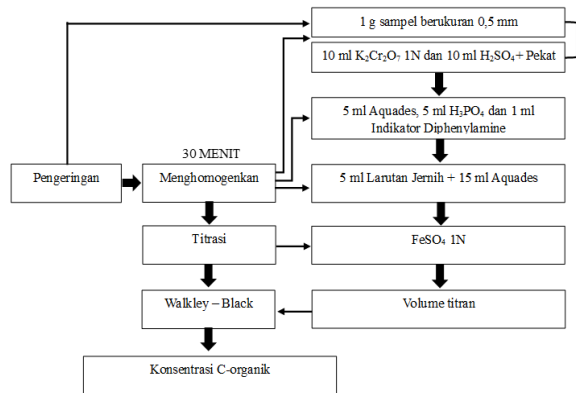 1 g sampel berukuran 0,5 mm
10 ml K₂Cr₂O₇ 1N dan 10 ml H₂SO₄+ Pekat
5 ml Aquades, 5 ml H₃PO₄ dan 1 ml
Indikator Diphenylamine
30 MENIT
Pengeringan
Menghomogenkan
5 ml Larutan Jernih + 15 ml Aquades
Titrasi
FeSO₄ 1N
Walkley – Black
Volume titran
Konsentrasi C-organik